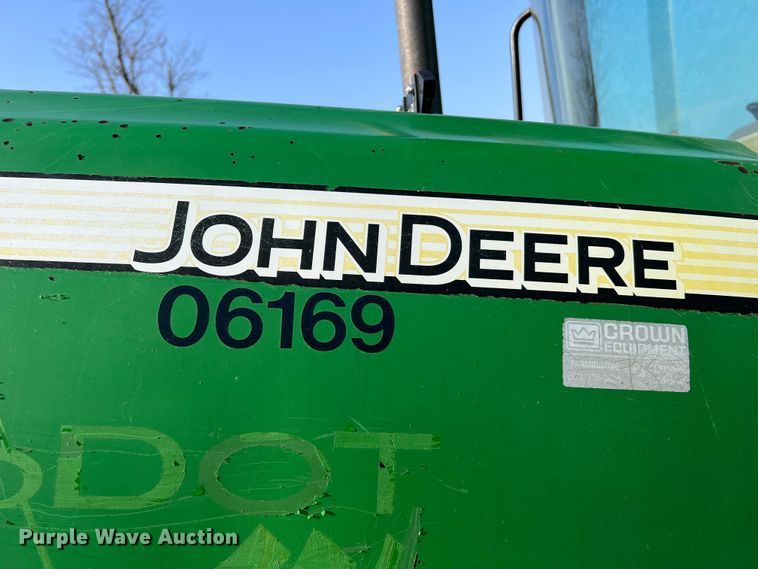 JOHN DEERE
06169
CROWN
EQUIPMENT
DOT
Purple Wave Auction